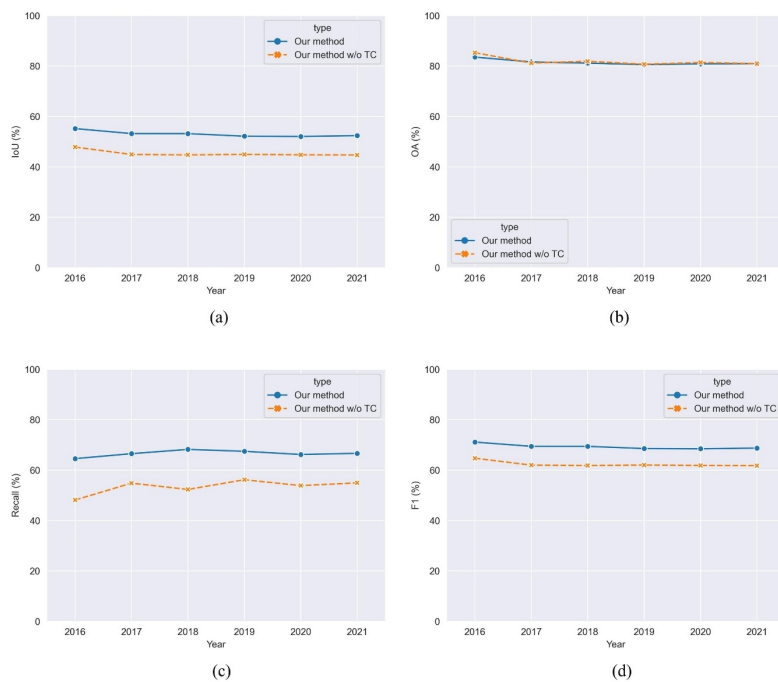 100
80
60
40
20
0
IoU (%)
type
Our method
Our method w/o TC
2016 2017 2018 2019 2020 2021
Year
(a)
100
80
60
40
20
0
OA (%)
type
Our method
Our method w/o TC
2016 2017 2018 2019 2020 2021
Year
(b)
100
80
60
40
20
0
Recall (%)
type
Our method
Our method w/o TC
2016 2017 2018 2019 2020 2021
Year
(c)
100
80
60
40
20
0
F1 (%)
type
Our method
Our method w/o TC
2016 2017 2018 2019 2020 2021
Year
(d)